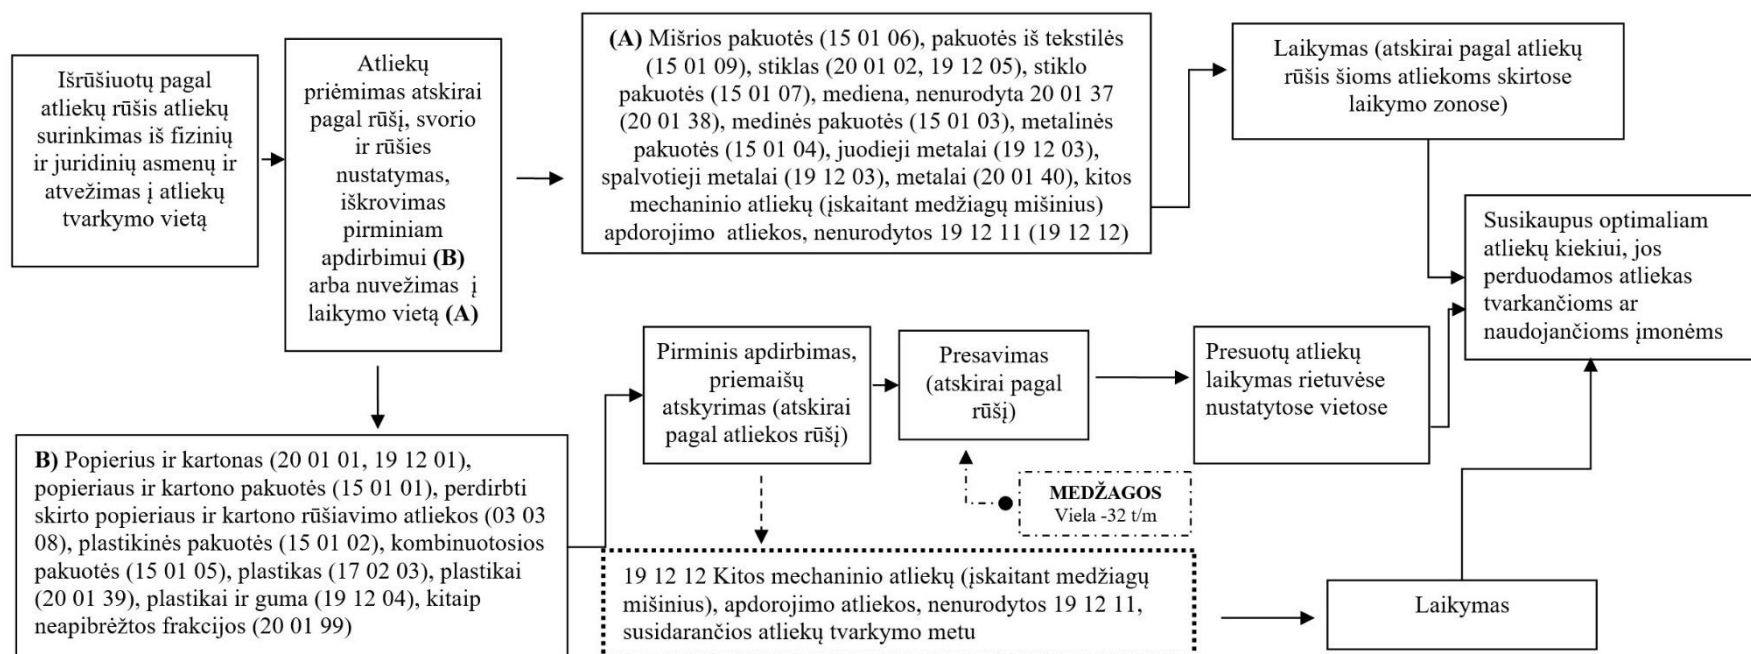 Išrūšiuotų pagal
atliekų rūšis atliekų
surinkimas iš fizinių
ir juridinių asmenų ir
atvežimas į atliekų
tvarkymo vietą
Atliekų
priėmimas atskirai
pagal rūšį, svorio
ir rūšies
nustatymas,
iškrovimas
pirminiam
apdirbimui (B)
arba nuvežimas į
laikymo vietą (A)
(A) Mišrios pakuotės (15 01 06), pakuotės iš tekstilės
(15 01 09), stiklas (20 01 02, 19 12 05), stiklo
pakuotės (15 01 07), mediena, nenurodyta 20 01 37
(20 01 38), medinės pakuotės (15 01 03), metalinės
pakuotės (15 01 04), juodieji metalai (19 12 03),
spalvotieji metalai (19 12 03), metalai (20 01 40), kitos
mechaninio atliekų (įskaitant medžiagų mišinius)
apdorojimo atliekos, nenurodytos 19 12 11 (19 12 12)
Laikymas (atskirai pagal atliekų
rūšis šioms atliekoms skirtose
laikymo zonose)
Susikaupus optimaliam
atliekų kiekiui, jos
perduodamos atliekas
tvarkančioms ar
naudojančioms įmonėms
B) Popierius ir kartonas (20 01 01, 19 12 01),
popieriaus ir kartono pakuotės (15 01 01), perdirbti
skirto popieriaus ir kartono rūšiavimo atliekos (03 03
08), plastikinės pakuotės (15 01 02), kombinuotosios
pakuotės (15 01 05), plastikas (17 02 03), plastikai
(20 01 39), plastikai ir guma (19 12 04), kitaip
neapibrėžtos frakcijos (20 01 99)
Pirminis apdirbimas,
priemaišų
atskyrimas (atskirai
pagal atliekos rūšį)
Presavimas
(atskirai pagal
rūšį)
Presuotų atliekų
laikymas rietuvėse
nustatytose vietose
MEDŽAGOS
Viela -32 t/m
19 12 12 Kitos mechaninio atliekų (įskaitant medžiagų
mišinius), apdorojimo atliekos, nenurodytos 19 12 11,
susidarančios atliekų tvarkymo metu
Laikymas